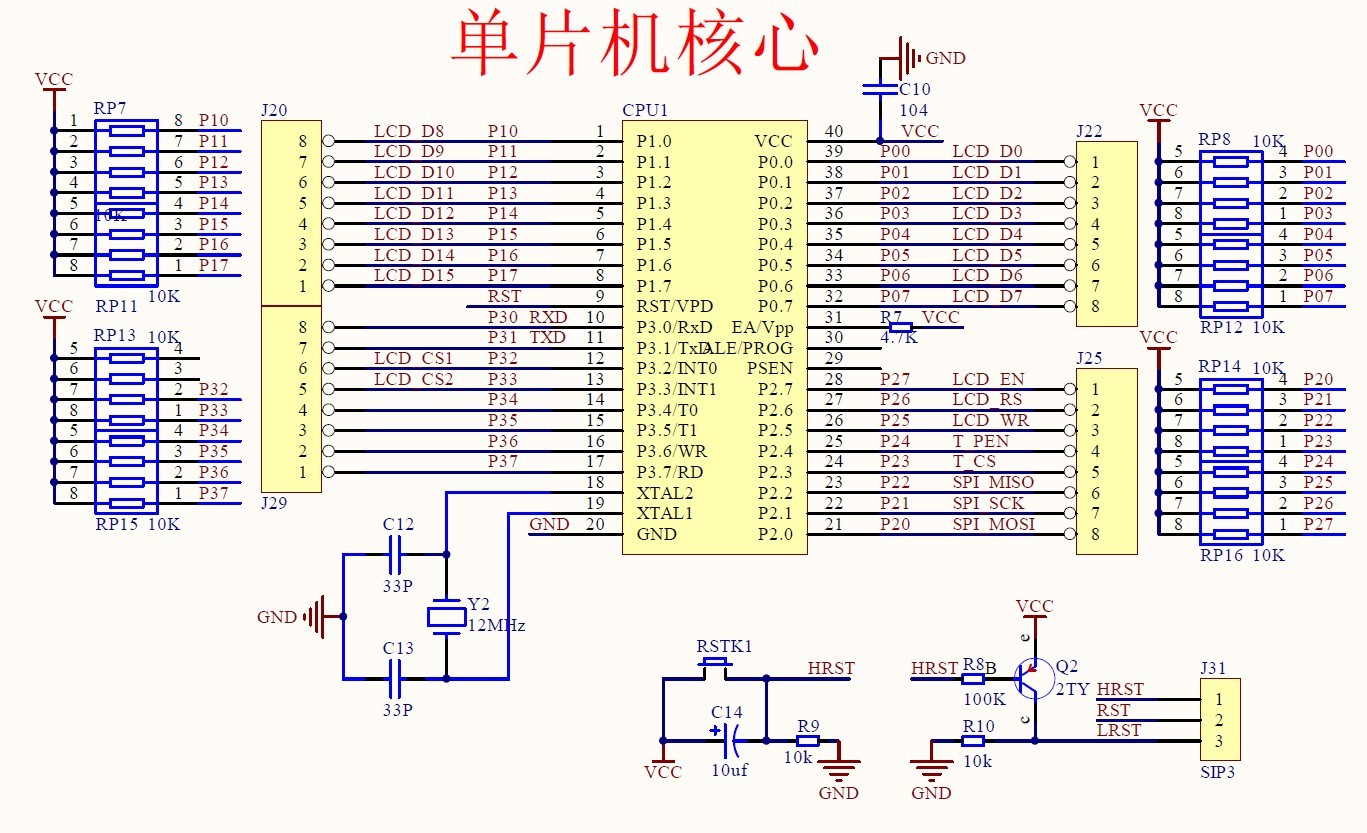 单片机核心
VCC
RP7
1 8 P10
2 7 P11
3 6 P12
4 5 P13
5 4 P14
10K
6 3 P15
7 2 P16
8 1 P17
10K
RP11
VCC
RP13 10K
5 4
6 3
7 2 P32
8 1 P33
5 4 P34
6 3 P35
7 2 P36
8 1 P37
RP15 10K
J20
8 LCD_D8 P10 1 P1.0
7 LCD_D9 P11 2 P1.1
6 LCD_D10 P12 3 P1.2
5 LCD_D11 P13 4 P1.3
4 LCD_D12 P14 5 P1.4
3 LCD_D13 P15 6 P1.5
2 LCD_D14 P16 7 P1.6
1 LCD_D15 P17 8 P1.7
RST 9 RST/VPD
8 P30 RXD 10 P3.0/RxD
7 P31 TXD 11 P3.1/TxD
6 LCD_CS1 P32 12 P3.2/INT0
5 LCD_CS2 P33 13 P3.3/INT1
4 P34 14 P3.4/T0
3 P35 15 P3.5/T1
2 P36 16 P3.6/WR
1 P37 17 P3.7/RD
18 XTAL2
19 XTAL1
GND 20 GND
J29
CPU1
GND
C10
104
VCC 40 VCC
P0.0 39 P00 LCD_D0 1
P0.1 38 P01 LCD_D1 2
P0.2 37 P02 LCD_D2 3
P0.3 36 P03 LCD_D3 4
P0.4 35 P04 LCD_D4 5
P0.5 34 P05 LCD_D5 6
P0.6 33 P06 LCD_D6 7
P0.7 32 P07 LCD_D7 8
EA/Vpp 31 R7 VCC
4.7K
ALE/PROG 30
PSEN 29
P2.7 28 P27 LCD_EN 1
P2.6 27 P26 LCD_RS 2
P2.5 26 P25 LCD_WR 3
P2.4 25 P24 T_PEN 4
P2.3 24 P23 T_CS 5
P2.2 23 P22 SPI_MISO 6
P2.1 22 P21 SPI_SCK 7
P2.0 21 P20 SPI_MOSI 8
J22
J25
VCC
RP8 10K
5 4 P00
6 3 P01
7 2 P02
8 1 P03
5 4 P04
6 3 P05
7 2 P06
8 1 P07
RP12 10K
VCC
RP14 10K
5 4 P20
6 3 P21
7 2 P22
8 1 P23
5 4 P24
6 3 P25
7 2 P26
8 1 P27
RP16 10K
C12
33P
GND
Y2
12MHz
C13
33P
RSTK1
HRST
C14
+
10uf
VCC
R9
10k
GND
VCC
e
HRST R8 B
100K
Q2
2TY
c
R10
10k
GND
J31
HRST 1
RST 2
LRST 3
SIP3